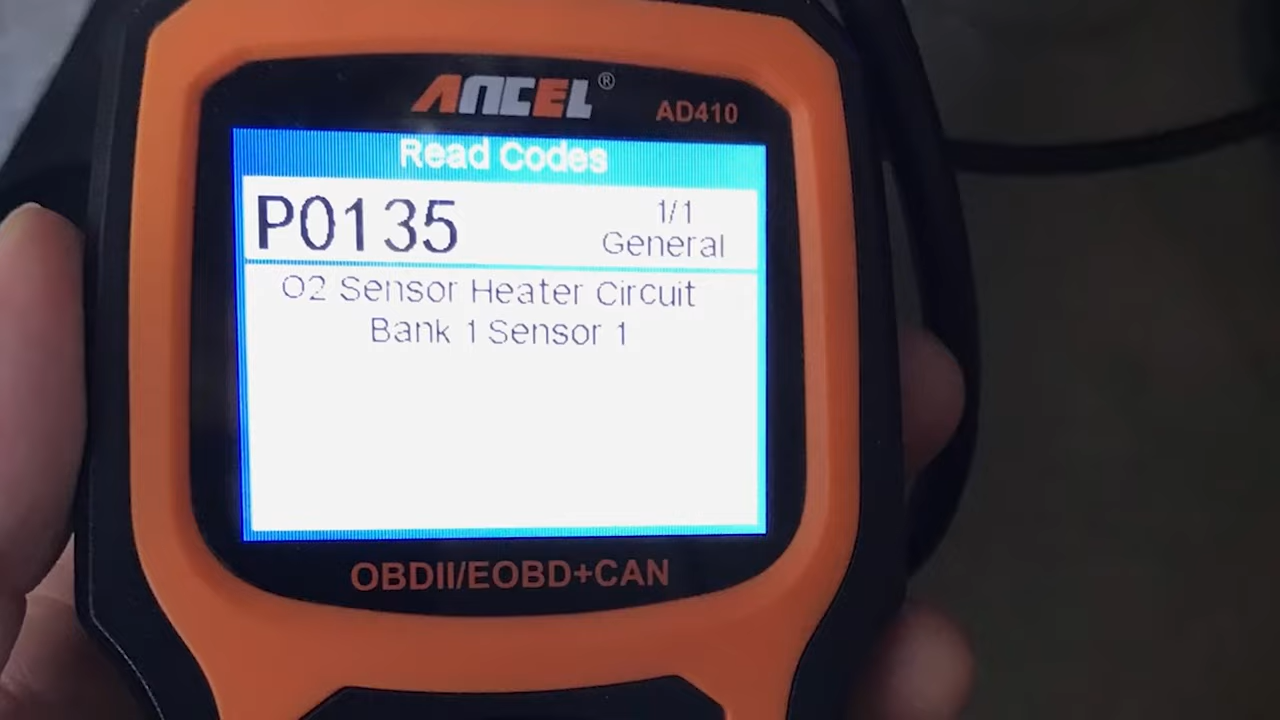 ANCEL®
AD410
Read Codes
P0135
1/1
General
O2 Sensor Heater Circuit
Bank 1 Sensor 1
OBDII/EOBD+CAN